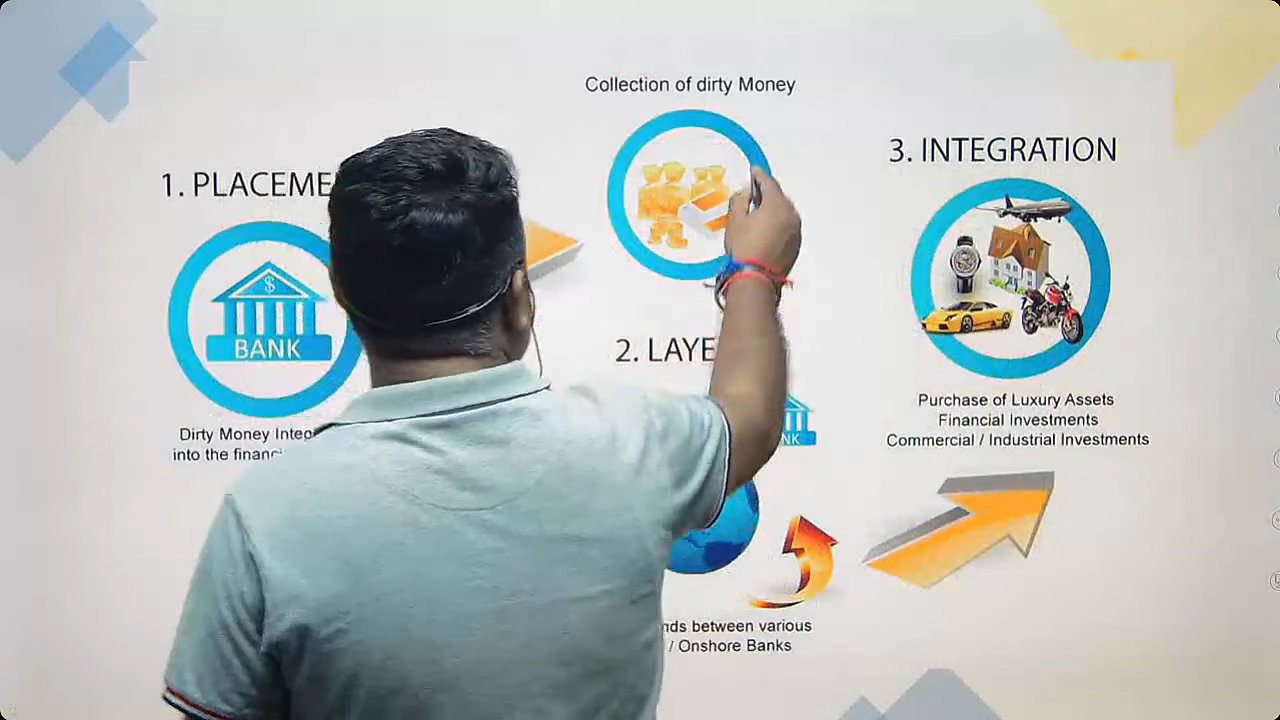 Collection of dirty Money
1. PLACEME
$
BANK
Dirty Money Integ
into the financ
2. LAYE
NK
nds between various
/ Onshore Banks
3. INTEGRATION
Purchase of Luxury Assets
Financial Investments
Commercial / Industrial Investments